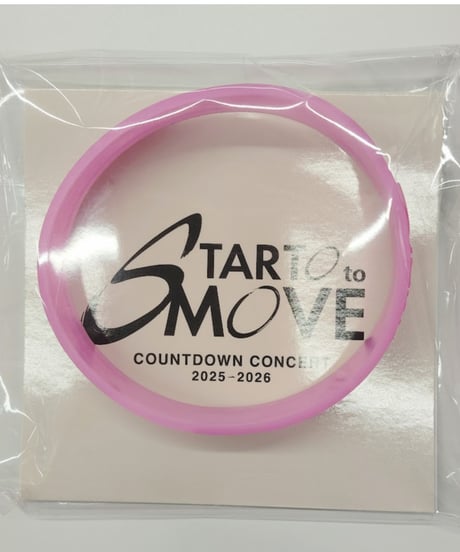 STARTO to
MOVE
COUNTDOWN CONCERT
2025-2026